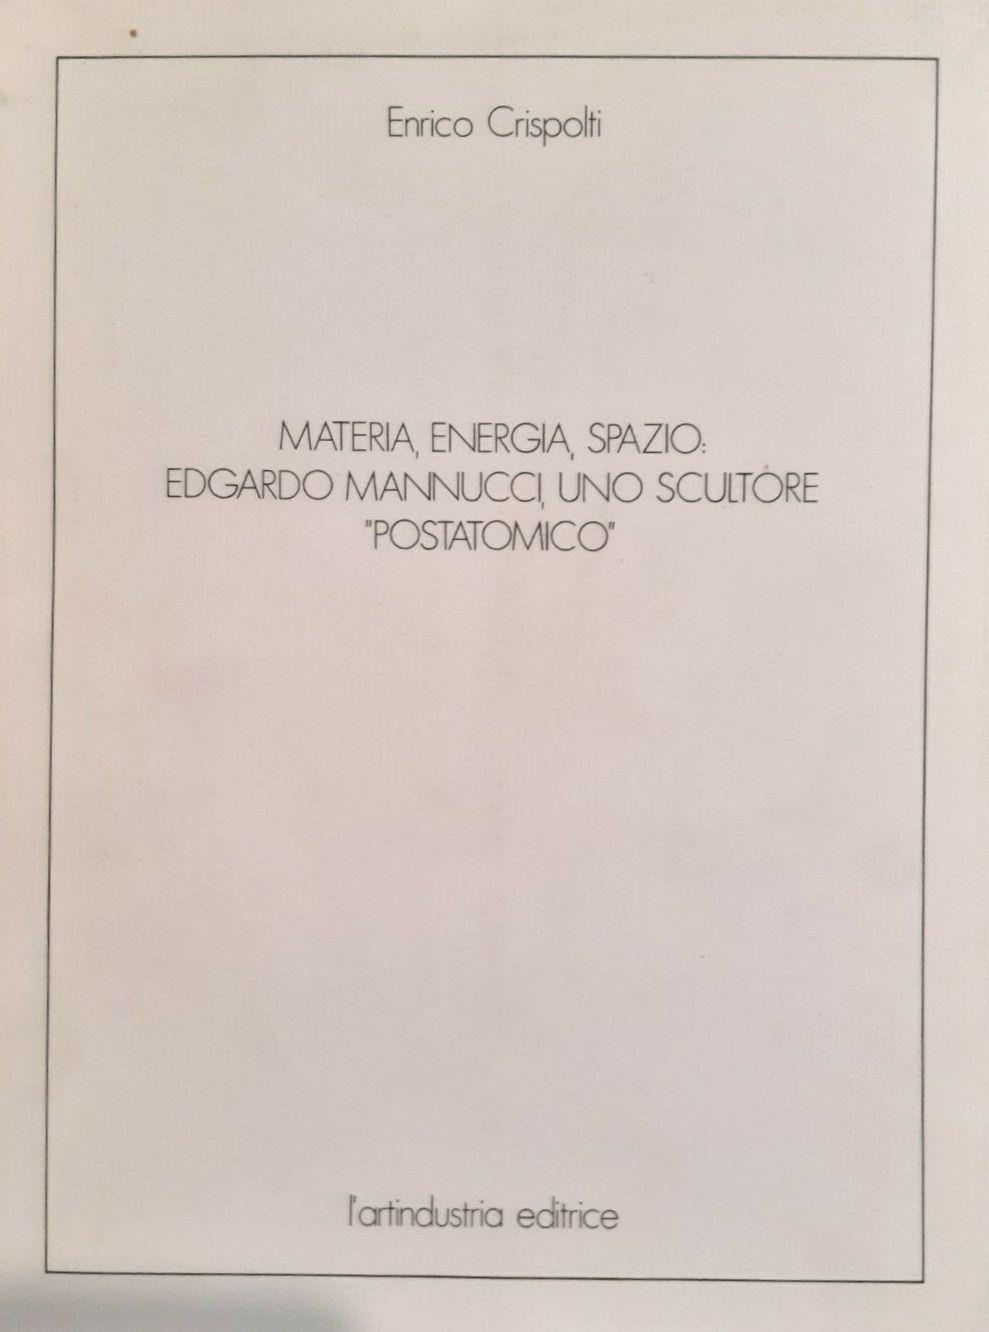 Enrico Crispolti
MATERIA, ENERGIA, SPAZIO:
EDGARDO MANNUCCI, UNO SCULTORE
"POSTATOMICO"
l'artindustria editrice